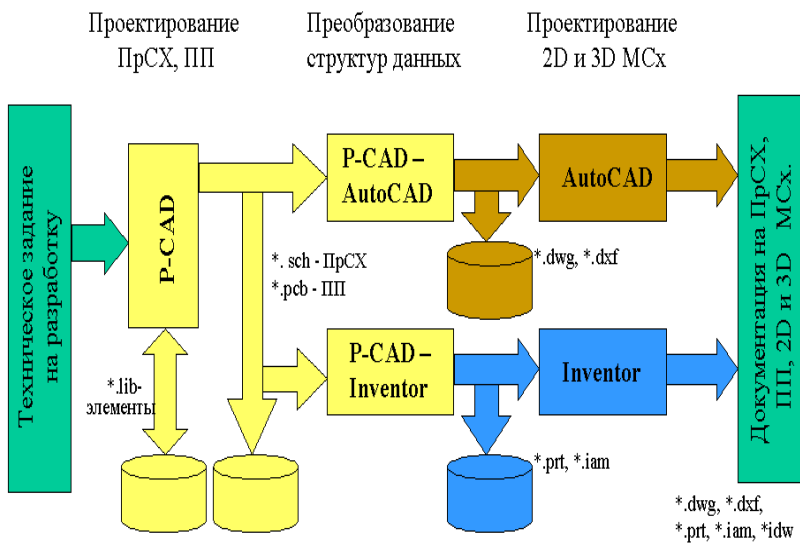 Проектирование
ПрСХ, ПП
Преобразование
структур данных
Проектирование
2D и 3D МСх
Техническое задание
на разработку
P-CAD
*.lib-
элементы
*. sch - ПрСХ
*.pcb - ПП
P-CAD –
AutoCAD
AutoCAD
*.dwg, *.dxf
P-CAD –
Inventor
Inventor
*.prt, *.iam
Документация на ПрСХ,
ПП, 2D и 3D МСх.
*.dwg, *.dxf,
*.prt, *.iam, *idw